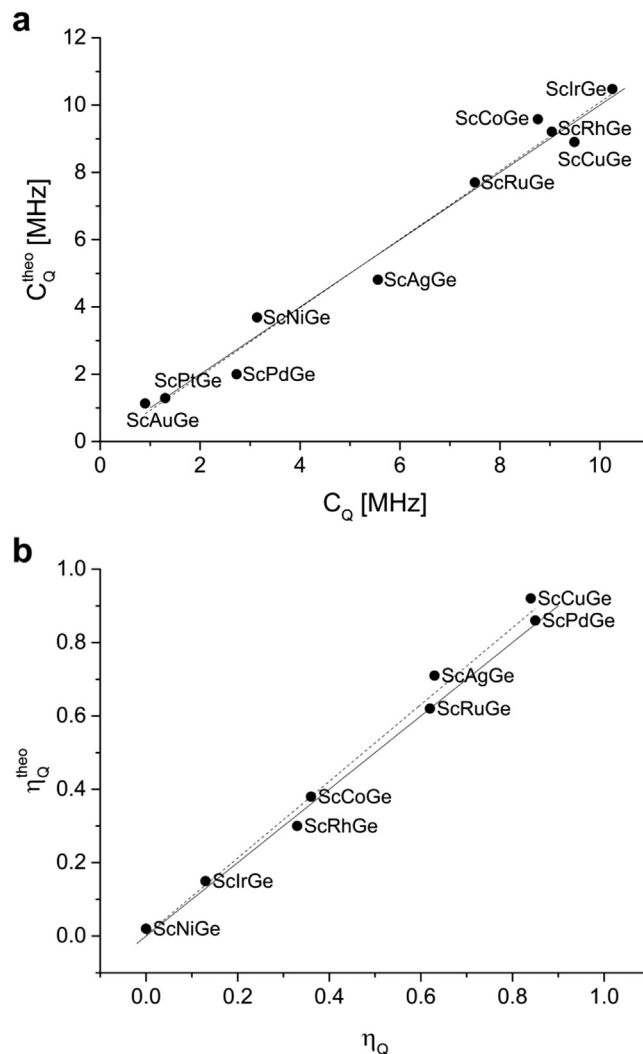 a
12
10
8
6
4
2
0
C_Q^theo [MHz]
ScIrGe
ScCoGe
ScRhGe
ScCuGe
ScRuGe
ScAgGe
ScNiGe
ScPtGe
ScPdGe
ScAuGe
0 2 4 6 8 10
C_Q [MHz]
b
1.0
0.8
0.6
0.4
0.2
0.0
η_Q^theo
ScCuGe
ScPdGe
ScAgGe
ScRuGe
ScCoGe
ScRhGe
ScIrGe
ScNiGe
0.0 0.2 0.4 0.6 0.8 1.0
η_Q